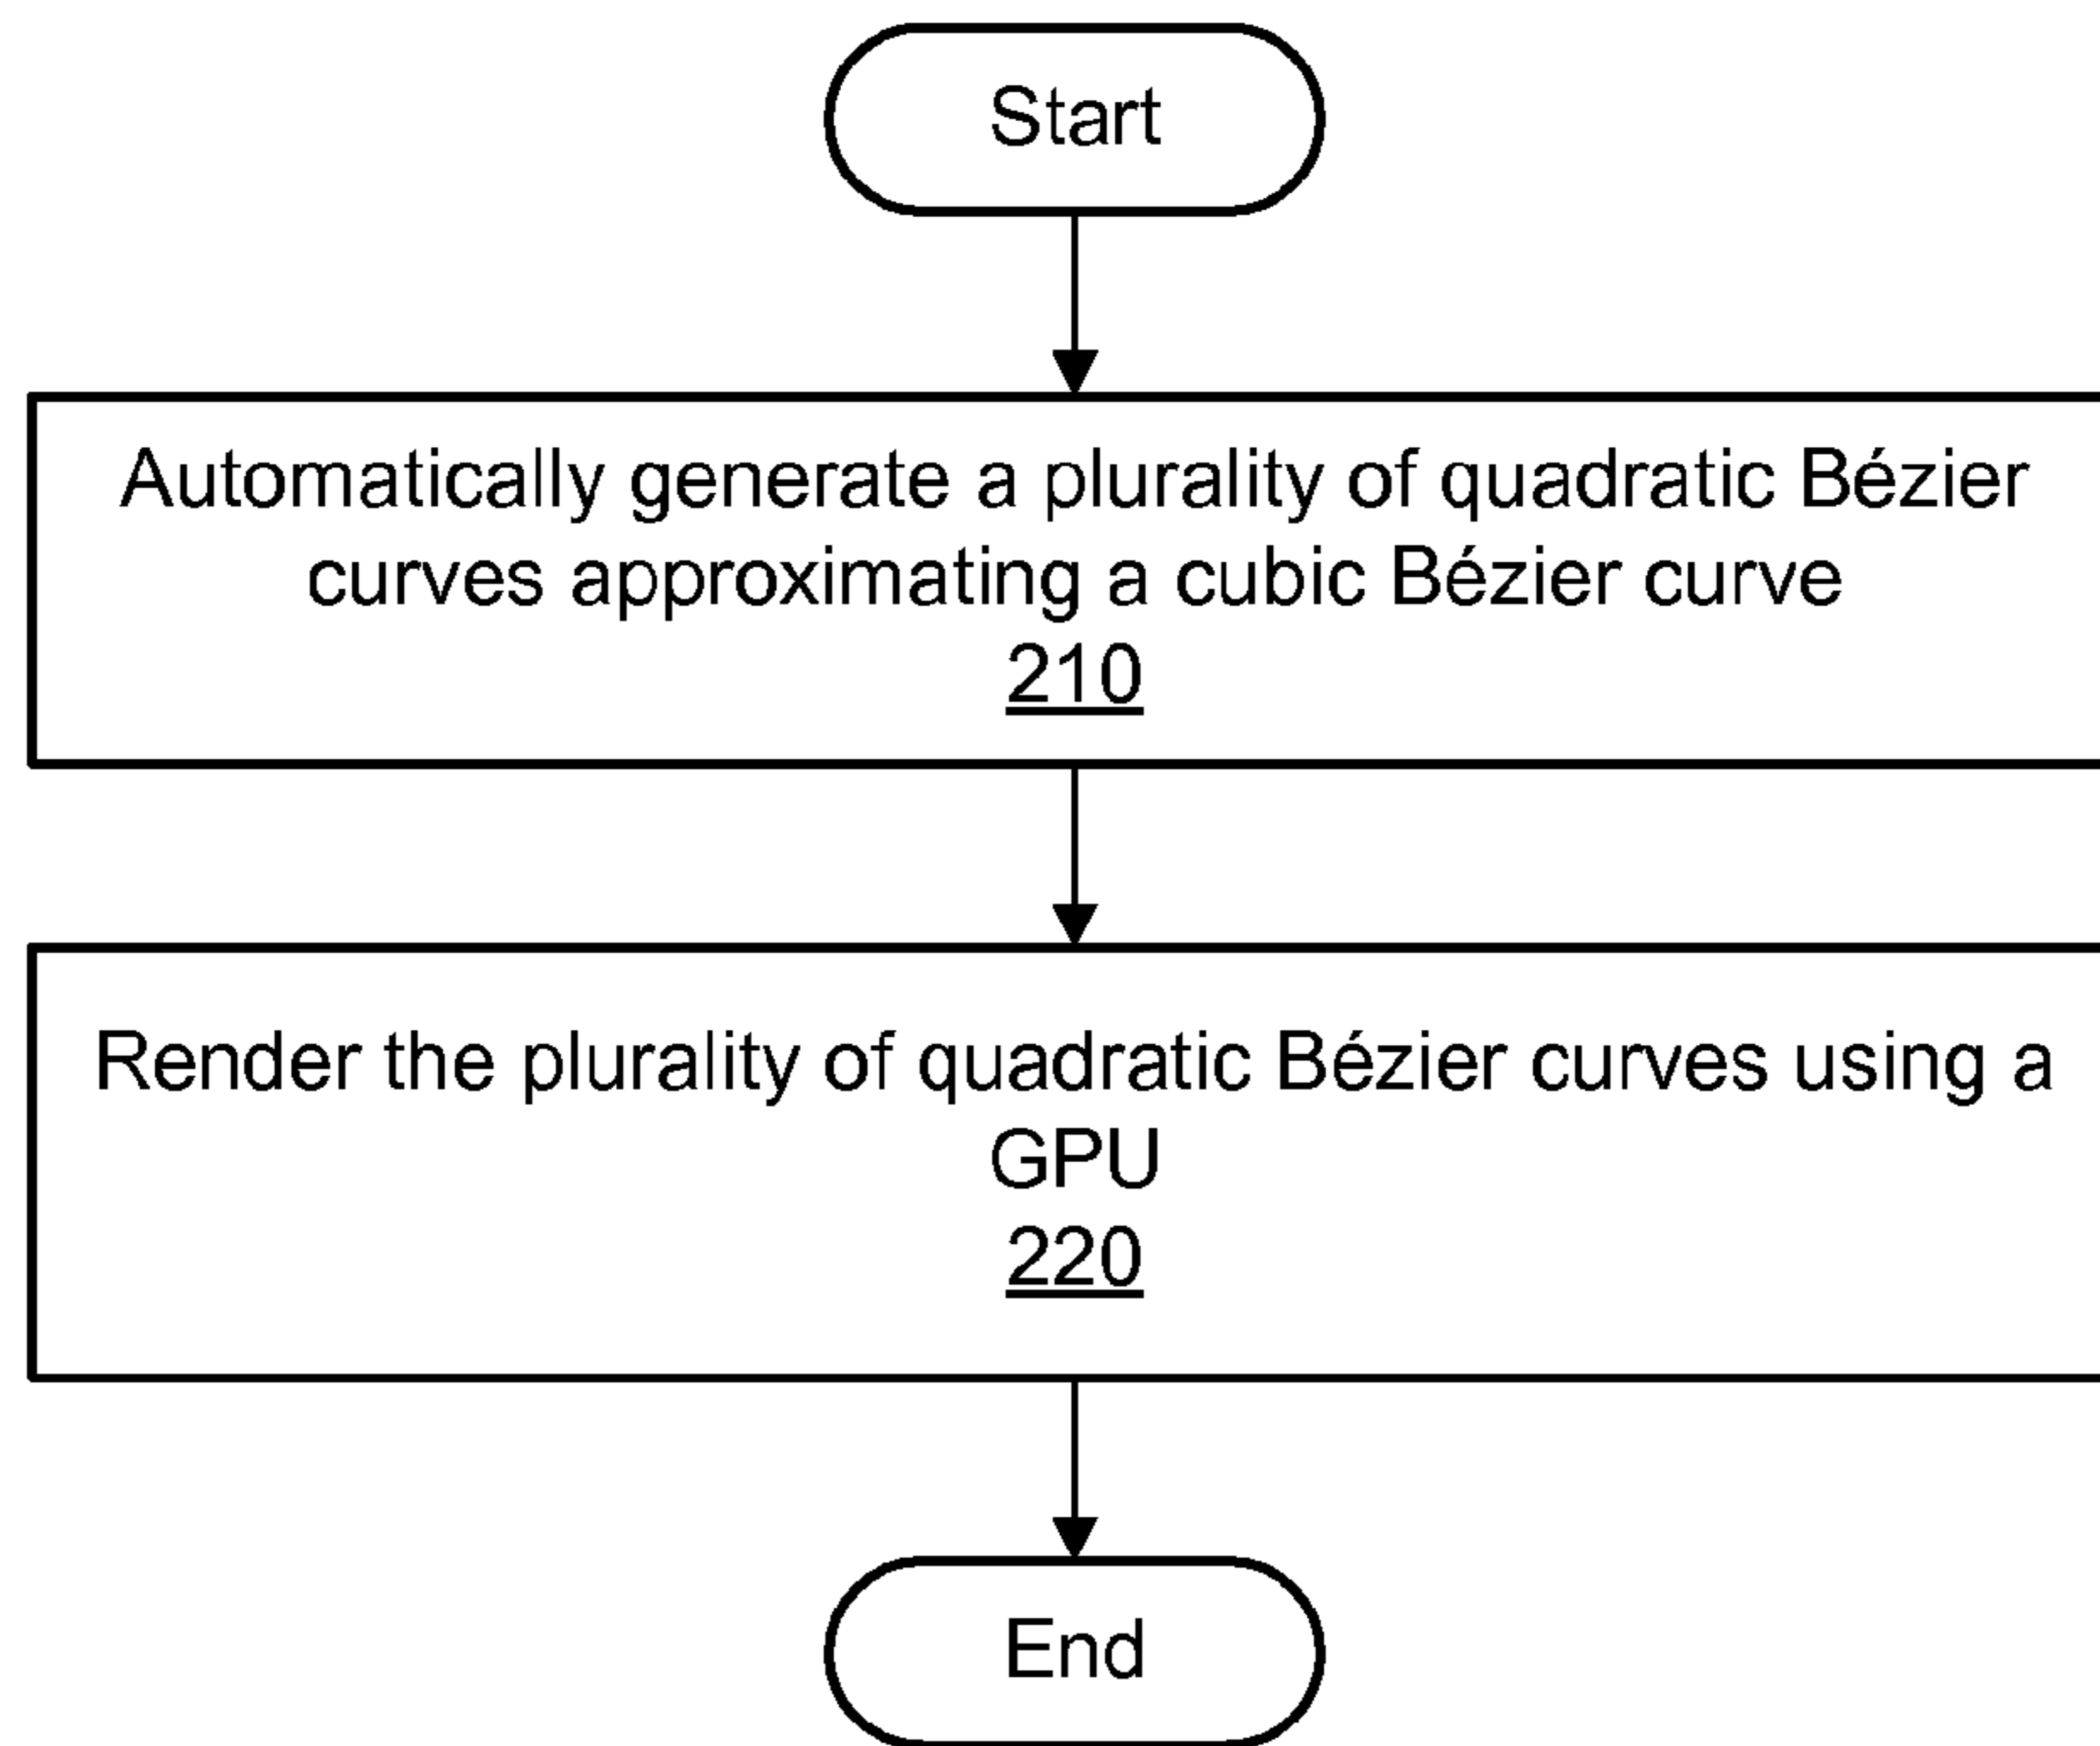 Start
Automatically generate a plurality of quadratic Bézier
curves approximating a cubic Bézier curve
210
Render the plurality of quadratic Bézier curves using a
GPU
220
End